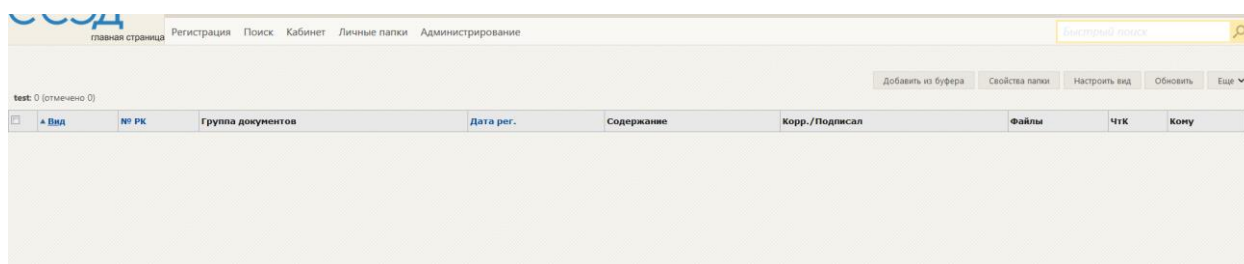 главная страница
Регистрация Поиск Кабинет Личные папки Администрирование
Быстрый поиск
Добавить из буфера Свойства папки Настроить вид Обновить Еще
test: 0 (отмечено 0)
Вид № РК Группа документов Дата рег. Содержание Корр./Подписал Файлы ЧтК Кому